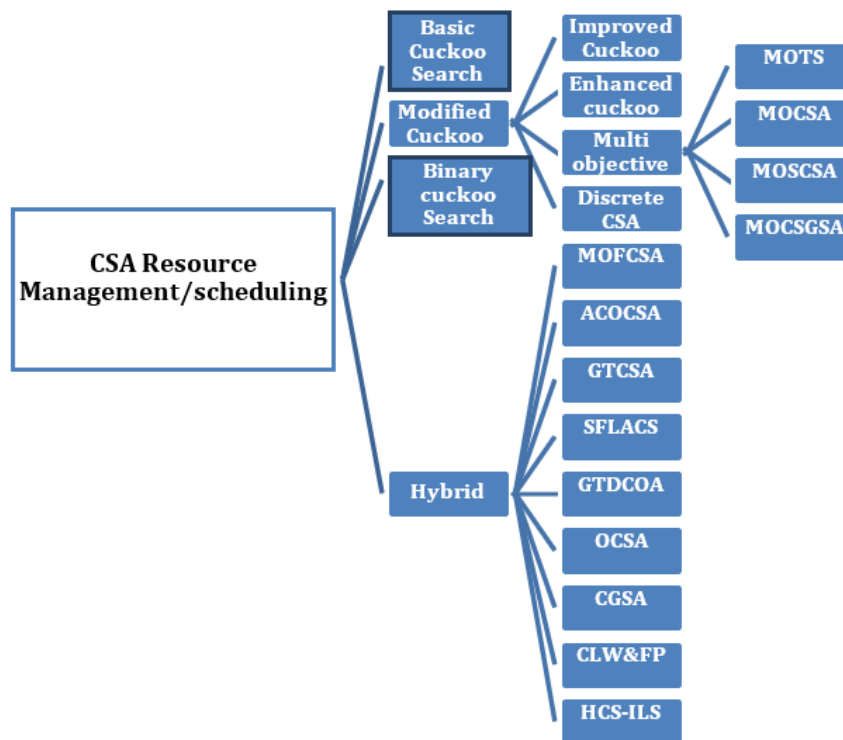 CSA Resource
Management/scheduling
Basic
Cuckoo
Search
Modified
Cuckoo
Binary
cuckoo
Search
Hybrid
Improved
Cuckoo
Enhanced
cuckoo
Multi
objective
Discrete
CSA
MOTS
MOCSA
MOSCSA
MOCSGSA
MOFCSA
ACOCSA
GTCSA
SFLACS
GTDCOA
OCSA
CGSA
CLW&FP
HCS-ILS